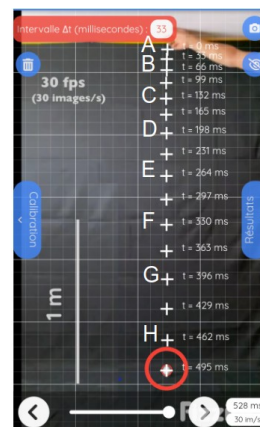 Intervalle Δt (millisecondes) : 33
A t = 0 ms
t = 33 ms
B t = 66 ms
30 fps
(30 images/s)
t = 99 ms
C t = 132 ms
t = 165 ms
D t = 198 ms
t = 231 ms
E t = 264 ms
t = 297 ms
Calibration
Résultats
F t = 330 ms
t = 363 ms
G t = 396 ms
1 m
t = 429 ms
H t = 462 ms
t = 495 ms
528 ms
30 im/s